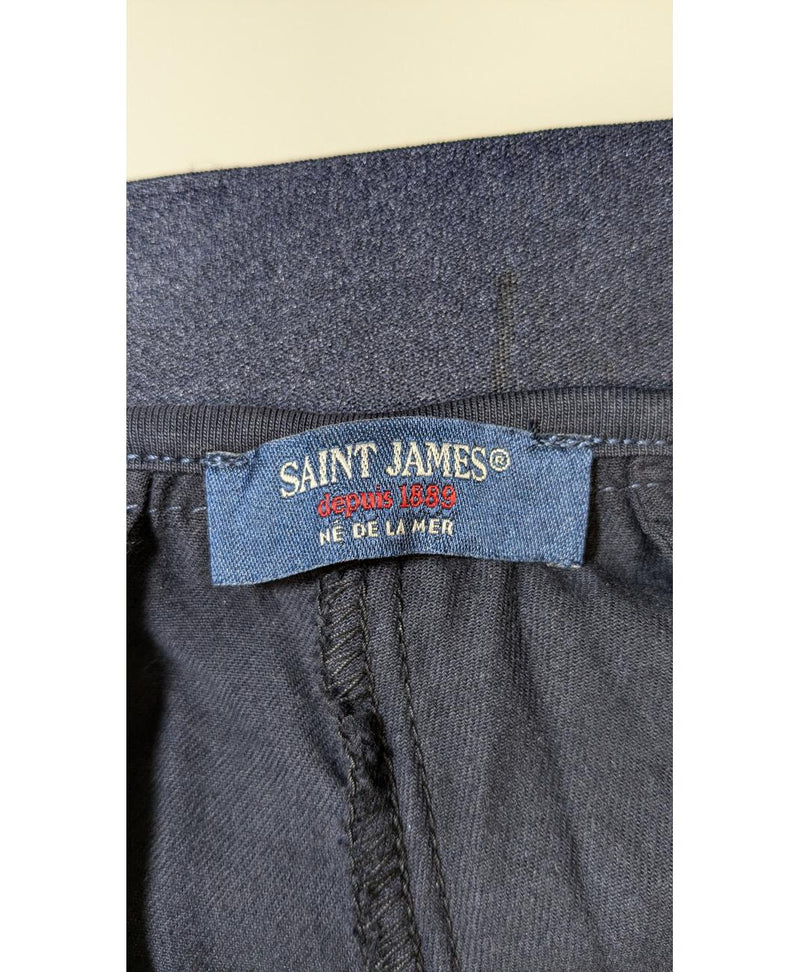 SAINT JAMES®
depuis 1889
NÉ DE LA MER